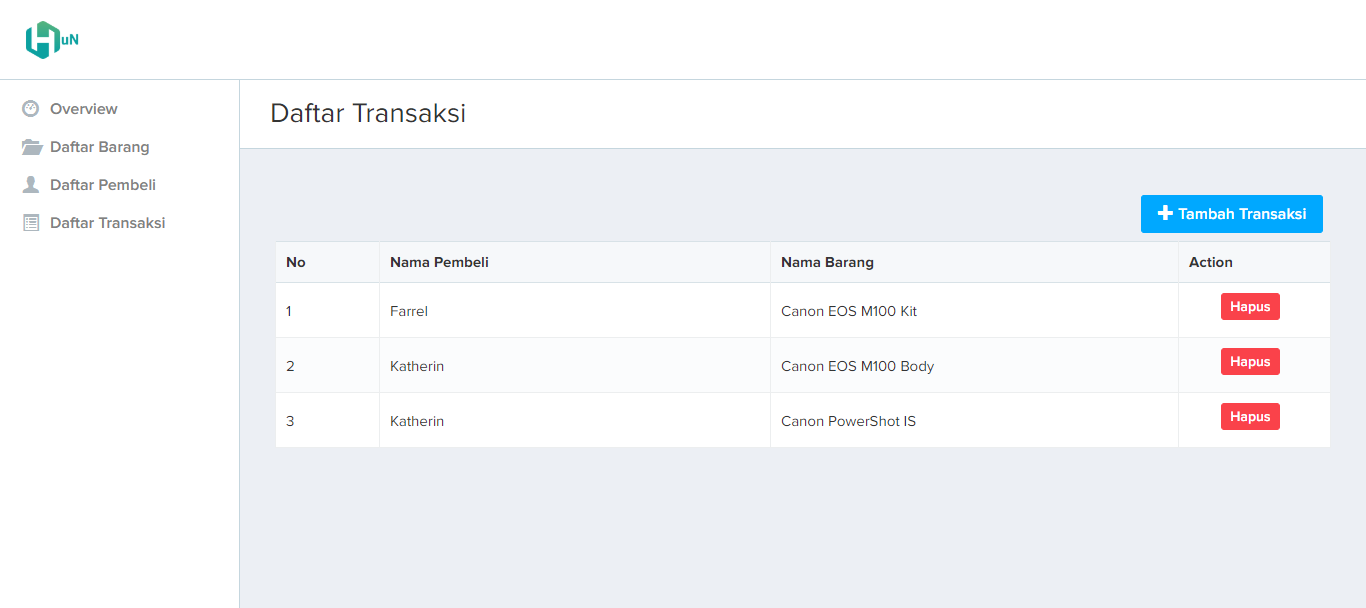 HuN
Overview
Daftar Barang
Daftar Pembeli
Daftar Transaksi
Daftar Transaksi
Tambah Transaksi
No Nama Pembeli Nama Barang Action
1 Farrel Canon EOS M100 Kit Hapus
2 Katherin Canon EOS M100 Body Hapus
3 Katherin Canon PowerShot IS Hapus